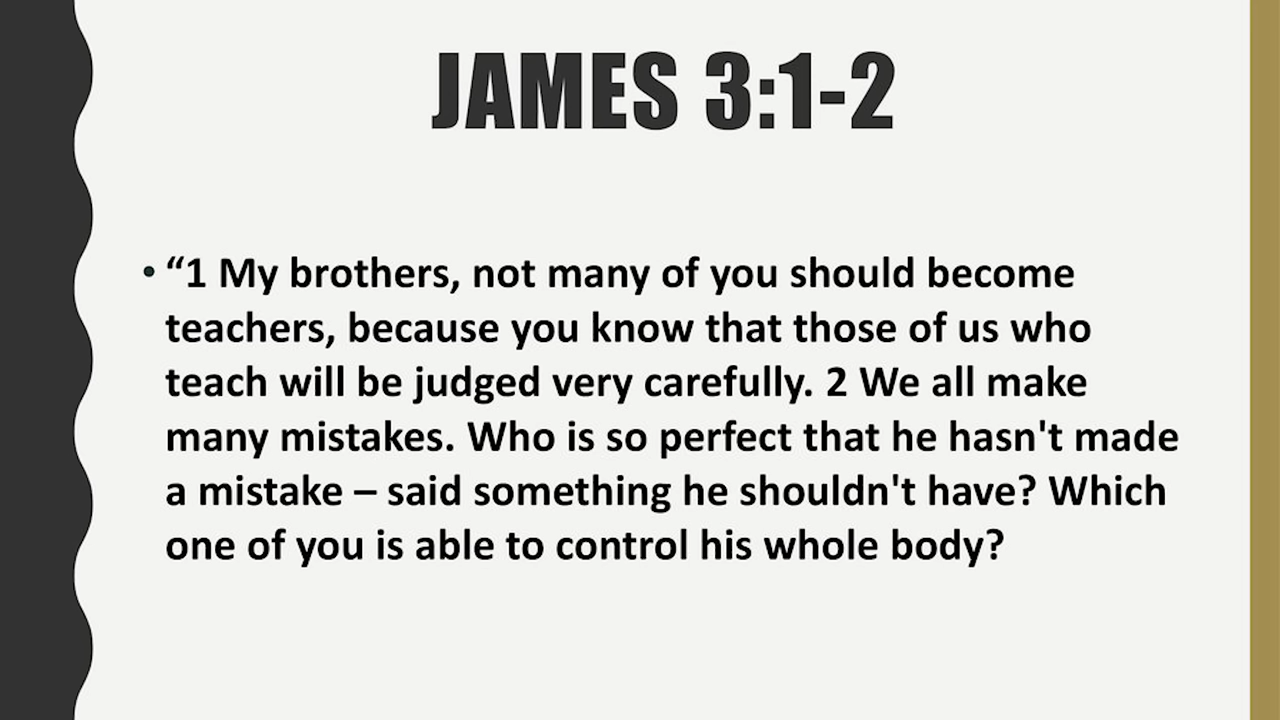 JAMES 3:1-2
• “1 My brothers, not many of you should become
teachers, because you know that those of us who
teach will be judged very carefully. 2 We all make
many mistakes. Who is so perfect that he hasn't made
a mistake – said something he shouldn't have? Which
one of you is able to control his whole body?